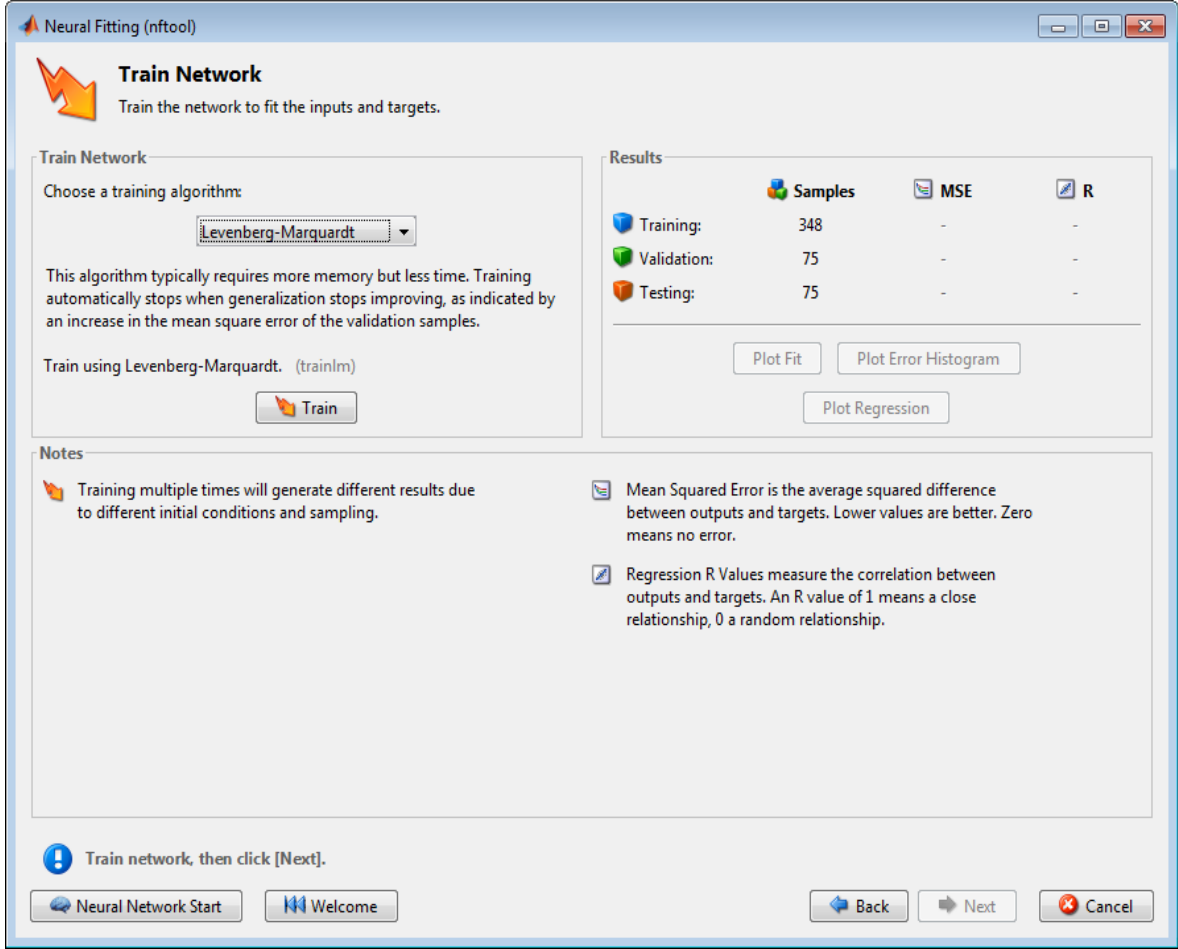 Neural Fitting (nftool)
Train Network
Train the network to fit the inputs and targets.
Train Network
Choose a training algorithm:
Levenberg-Marquardt
This algorithm typically requires more memory but less time. Training
automatically stops when generalization stops improving, as indicated by
an increase in the mean square error of the validation samples.
Train using Levenberg-Marquardt. (trainlm)
Train
Results
Samples MSE R
Training: 348 - -
Validation: 75 - -
Testing: 75 - -
Plot Fit Plot Error Histogram
Plot Regression
Notes
Training multiple times will generate different results due
to different initial conditions and sampling.
Mean Squared Error is the average squared difference
between outputs and targets. Lower values are better. Zero
means no error.
Regression R Values measure the correlation between
outputs and targets. An R value of 1 means a close
relationship, 0 a random relationship.
Train network, then click [Next].
Neural Network Start Welcome Back Next Cancel